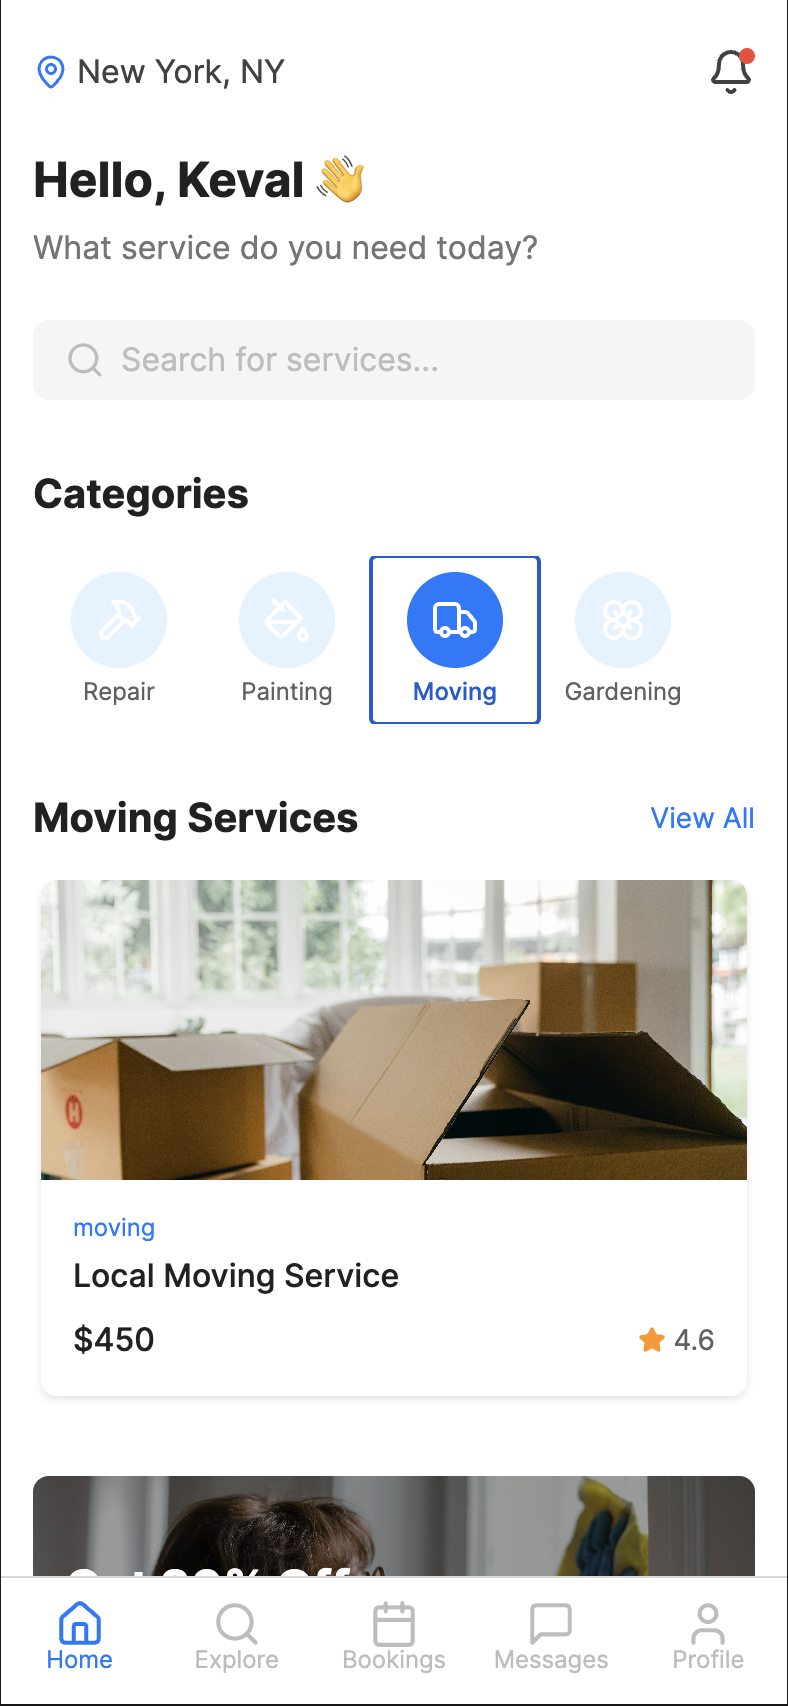 New York, NY
Hello, Keval 👋
What service do you need today?
Search for services...
Categories
Repair
Painting
Moving
Gardening
Moving Services
View All
H
moving
Local Moving Service
$450
4.6
Home
Explore
Bookings
Messages
Profile